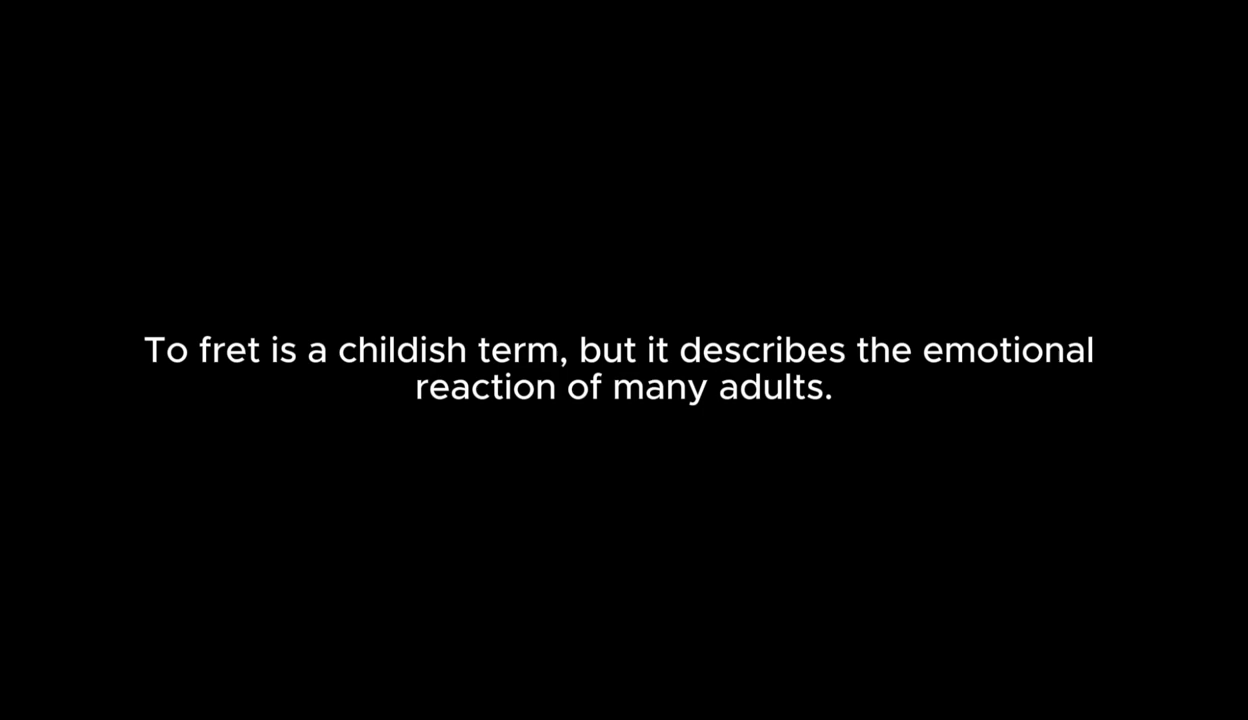 To fret is a childish term, but it describes the emotional
reaction of many adults.